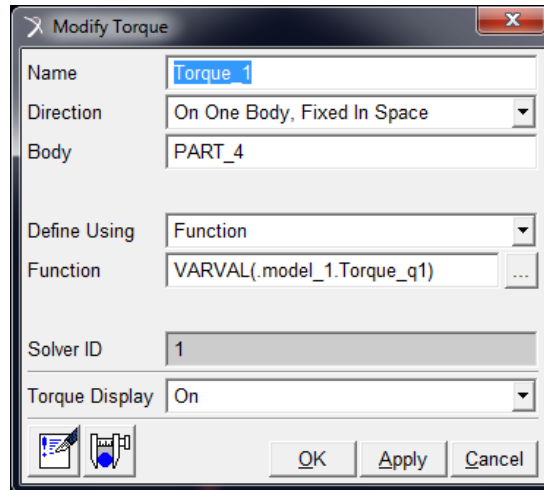 Modify Torque
Name Torque_1
Direction On One Body, Fixed In Space
Body PART_4
Define Using Function
Function VARVAL(.model_1.Torque_q1) ...
Solver ID 1
Torque Display On
OK Apply Cancel